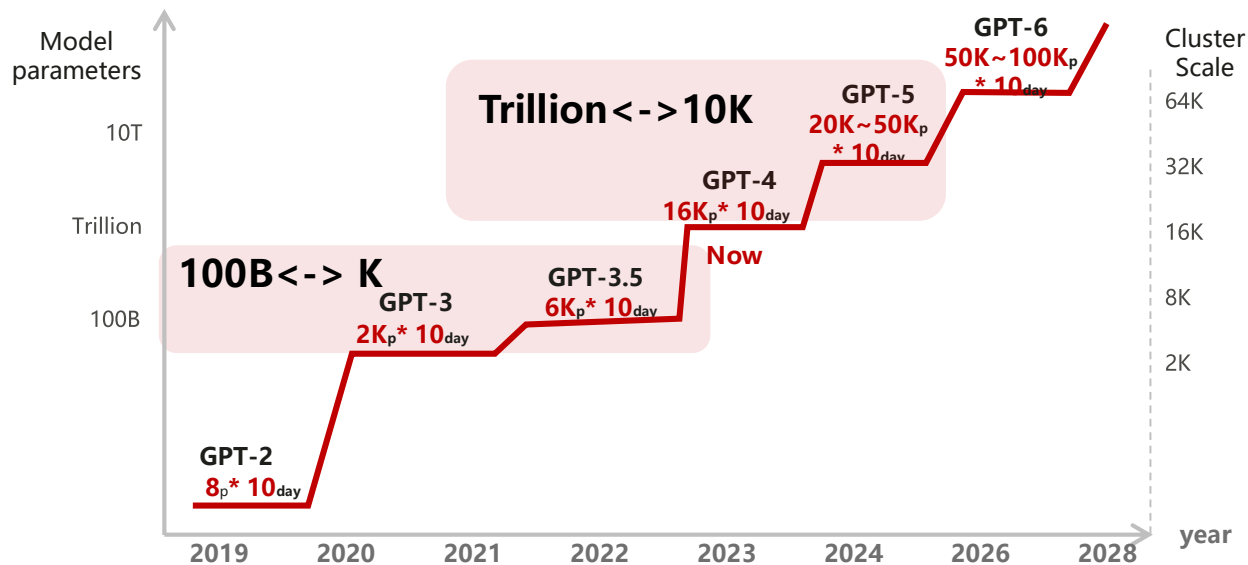 Model
parameters
10T
Trillion
100B
Trillion<->10K
100B<-> K
GPT-2
8p* 10day
GPT-3
2Kp* 10day
GPT-3.5
6Kp* 10day
GPT-4
16Kp* 10day
Now
GPT-5
20K~50Kp
* 10day
GPT-6
50K~100Kp
* 10day
Cluster
Scale
64K
32K
16K
8K
2K
2019 2020 2021 2022 2023 2024 2026 2028
year